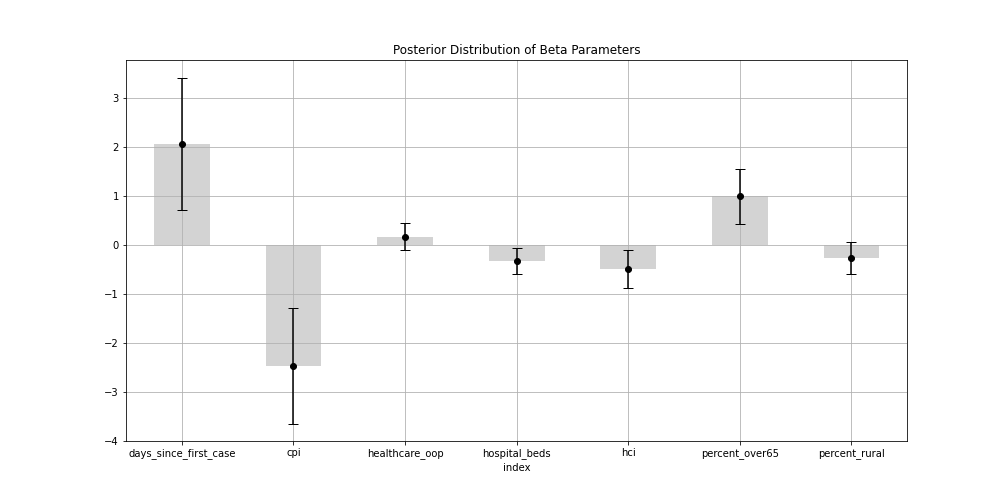 Posterior Distribution of Beta Parameters
3
2
1
0
−1
−2
−3
−4
days_since_first_case cpi healthcare_oop hospital_beds hci percent_over65 percent_rural
index